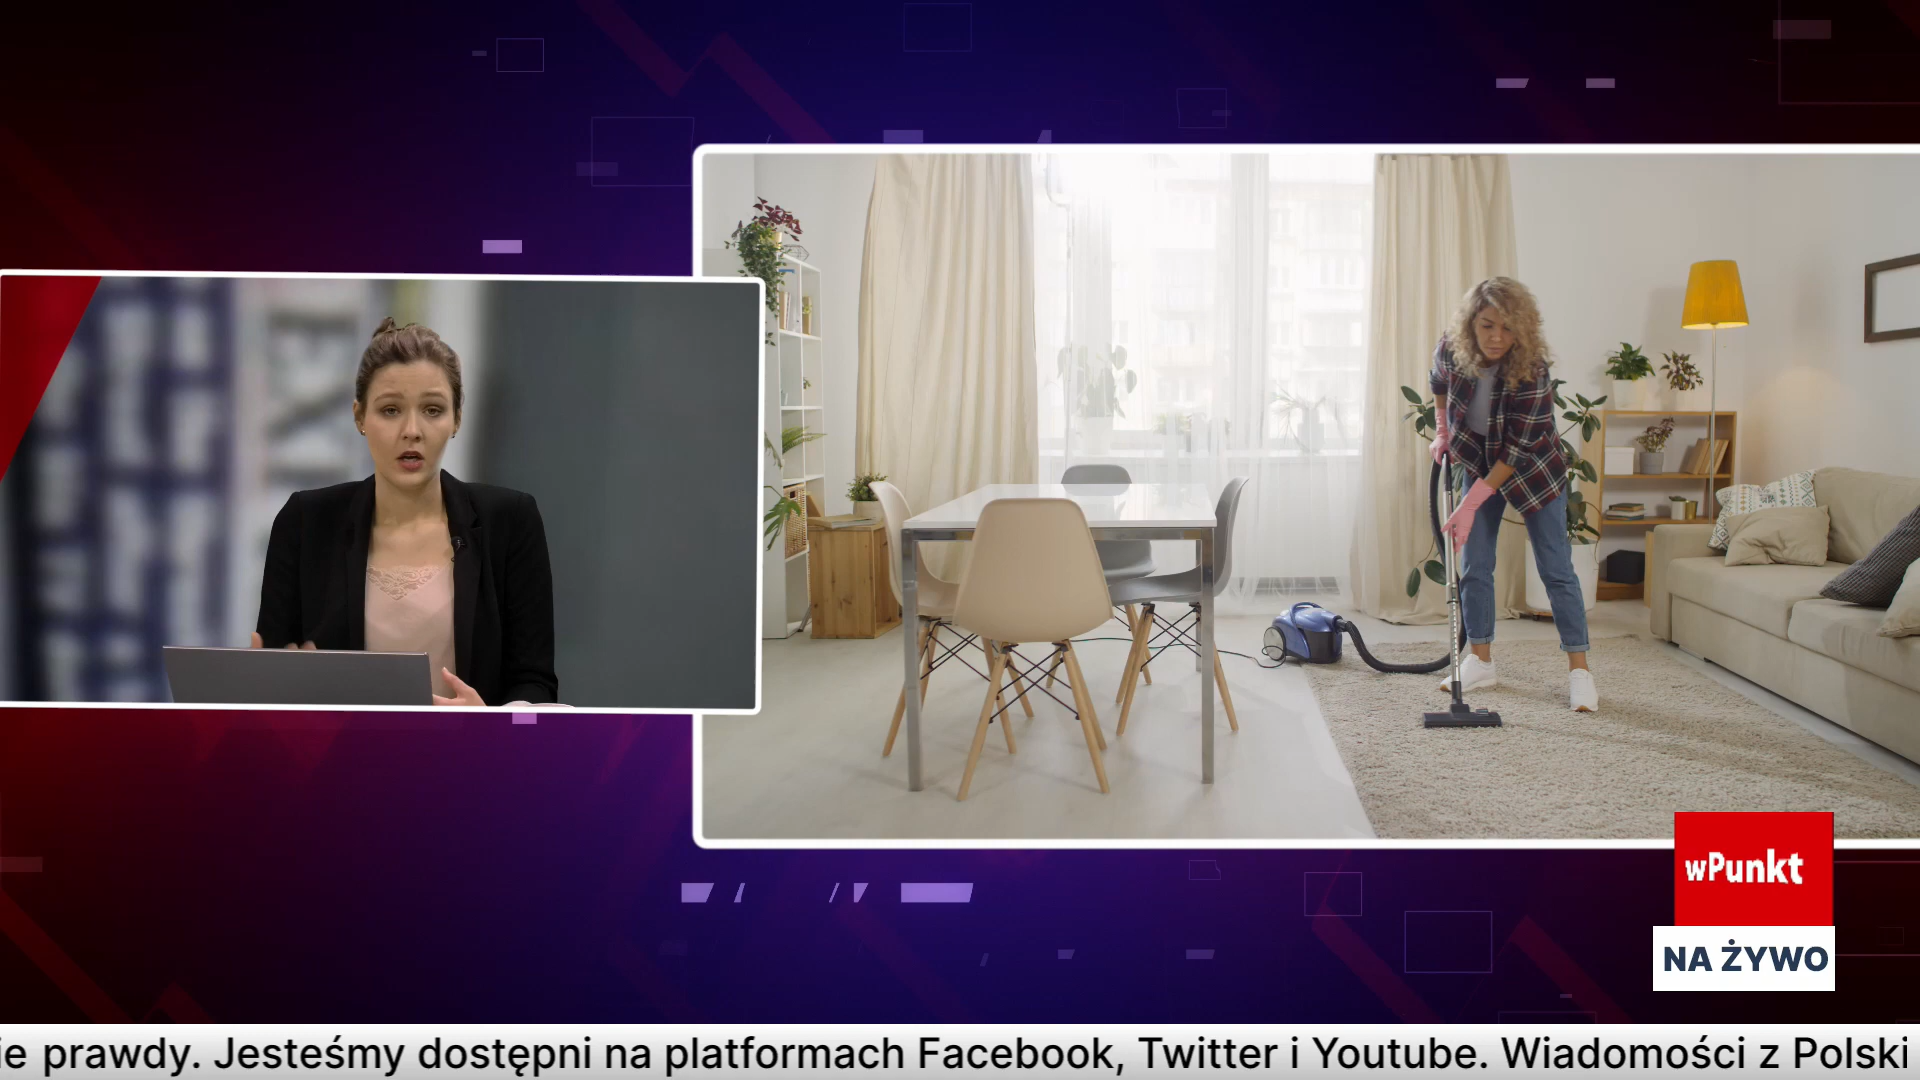 wPunkt
NA ŻYWO
ie prawdy. Jesteśmy dostępni na platformach Facebook, Twitter i Youtube. Wiadomości z Polski